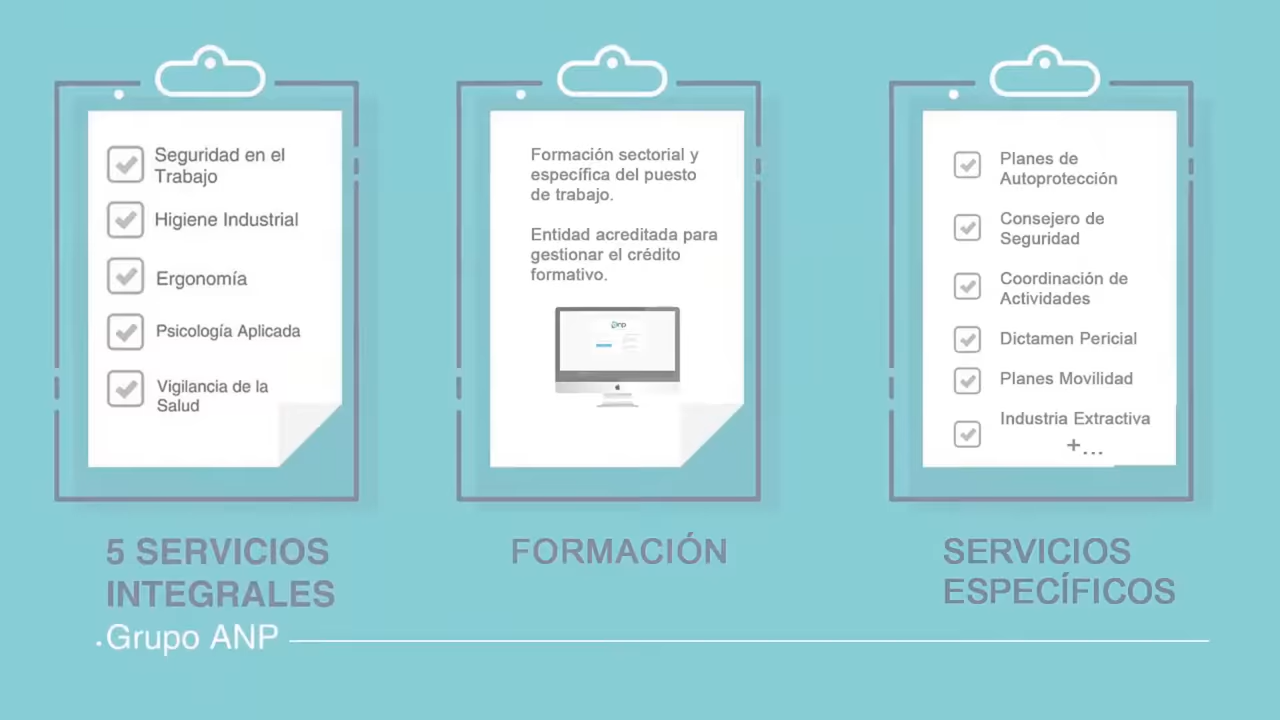 Seguridad en el
Trabajo
Higiene Industrial
Ergonomía
Psicología Aplicada
Vigilancia de la
Salud
5 SERVICIOS
INTEGRALES
Formación sectorial y
específica del puesto
de trabajo.
Entidad acreditada para
gestionar el crédito
formativo.
FORMACIÓN
Planes de
Autoprotección
Consejero de
Seguridad
Coordinación de
Actividades
Dictamen Pericial
Planes Movilidad
Industria Extractiva
+...
SERVICIOS
ESPECÍFICOS
.Grupo ANP